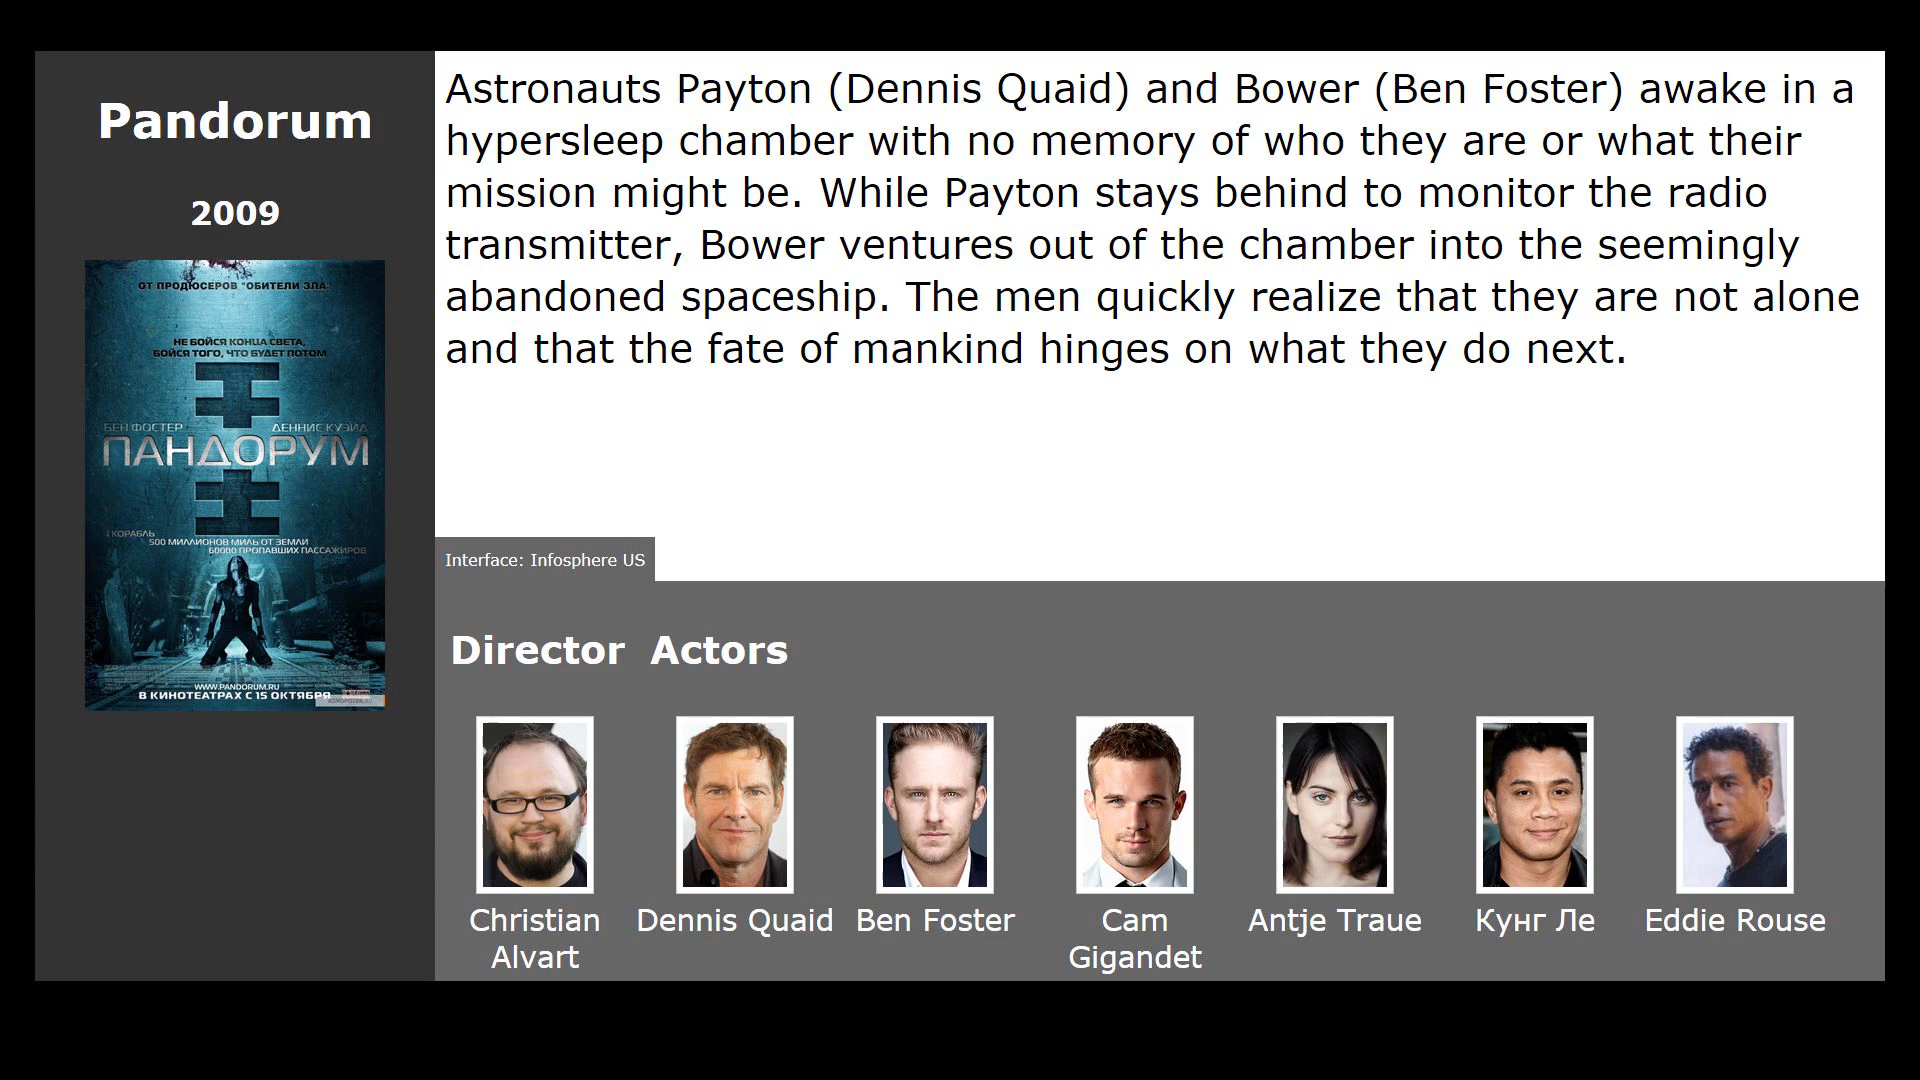 Pandorum
2009
ОТ ПРОДЮСЕРОВ "ОБИТЕЛИ ЗЛА"
НЕ БОЙСЯ КОНЦА СВЕТА,
БОЙСЯ ТОГО, ЧТО БУДЕТ ПОТОМ
БЕН ФОСТЕР ДЕННИС КУЭЙД
ПАНДОРУМ
1 КОРАБЛЬ
500 МИЛЛИОНОВ МИЛЬ ОТ ЗЕМЛИ
60000 ПРОПАВШИХ ПАССАЖИРОВ
WWW.PANDORUM.RU
В КИНОТЕАТРАХ С 15 ОКТЯБРЯ
Astronauts Payton (Dennis Quaid) and Bower (Ben Foster) awake in a
hypersleep chamber with no memory of who they are or what their
mission might be. While Payton stays behind to monitor the radio
transmitter, Bower ventures out of the chamber into the seemingly
abandoned spaceship. The men quickly realize that they are not alone
and that the fate of mankind hinges on what they do next.
Interface: Infosphere US
Director Actors
Christian
Alvart
Dennis Quaid
Ben Foster
Cam
Gigandet
Antje Traue
Кунг Ле
Eddie Rouse